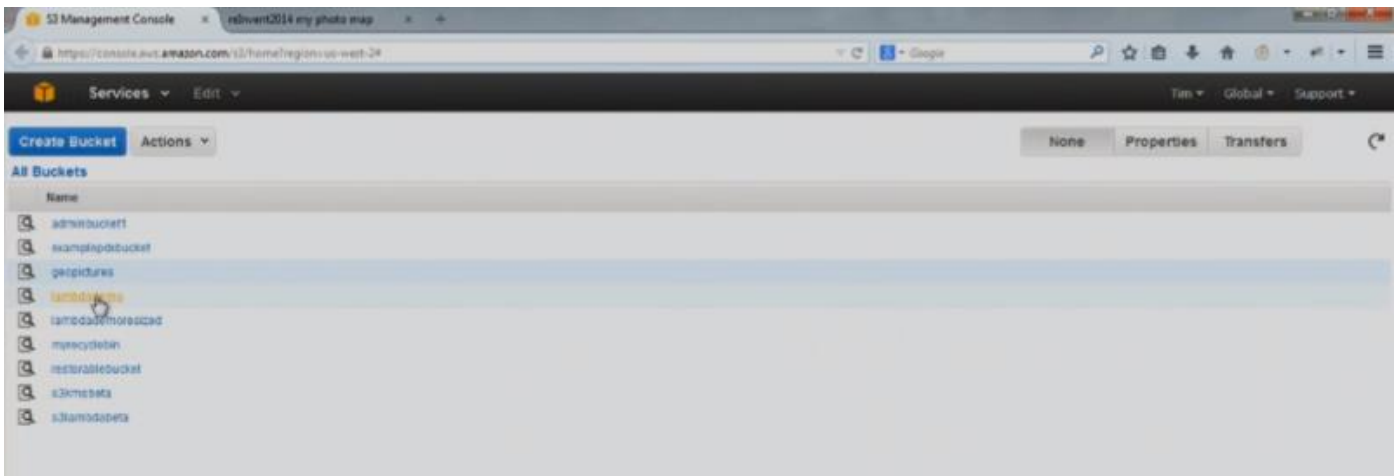 S3 Management Console
reInvent2014 my photo map
https://console.aws.amazon.com/s3/home?region=us-west-2#
Google
Services Edit
Tim Global Support
Create Bucket Actions
None Properties Transfers
All Buckets
Name
adminbucket1
examplepdxbucket
geopictures
lambdademoresized
myrecyclebin
restorablebucket
s3kmsbeta
s3lambdabeta